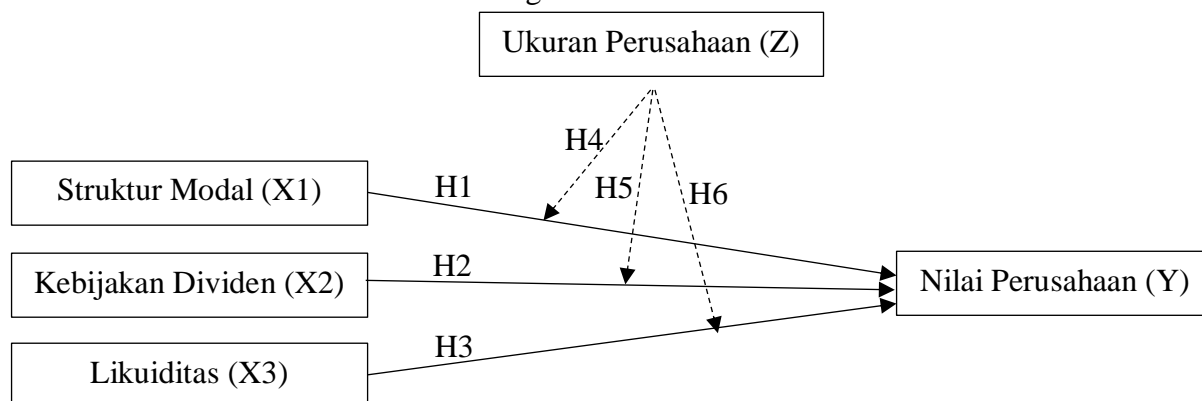 Ukuran Perusahaan (Z)
H4
H5
H6
Struktur Modal (X1)
H1
Kebijakan Dividen (X2)
H2
Nilai Perusahaan (Y)
H3
Likuiditas (X3)